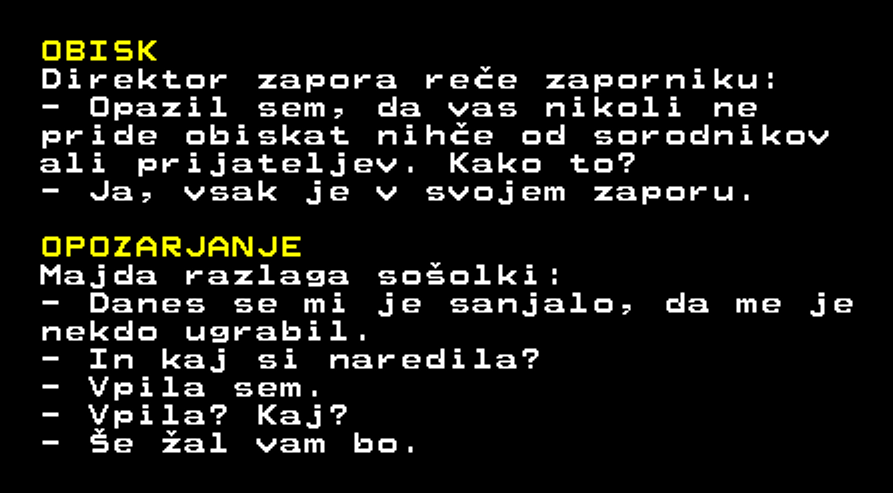 OBISK
Direktor zapora reče zaporniku:
- Opazil sem, da vas nikoli ne
pride obiskat nihče od sorodnikov
ali prijateljev. Kako to?
- Ja, vsak je v svojem zaporu.
OPOZARJANJE
Majda razlaga sošolki:
- Danes se mi je sanjalo, da me je
nekdo ugrabil.
- In kaj si naredila?
- Vpila sem.
- Vpila? Kaj?
- Še žal vam bo.